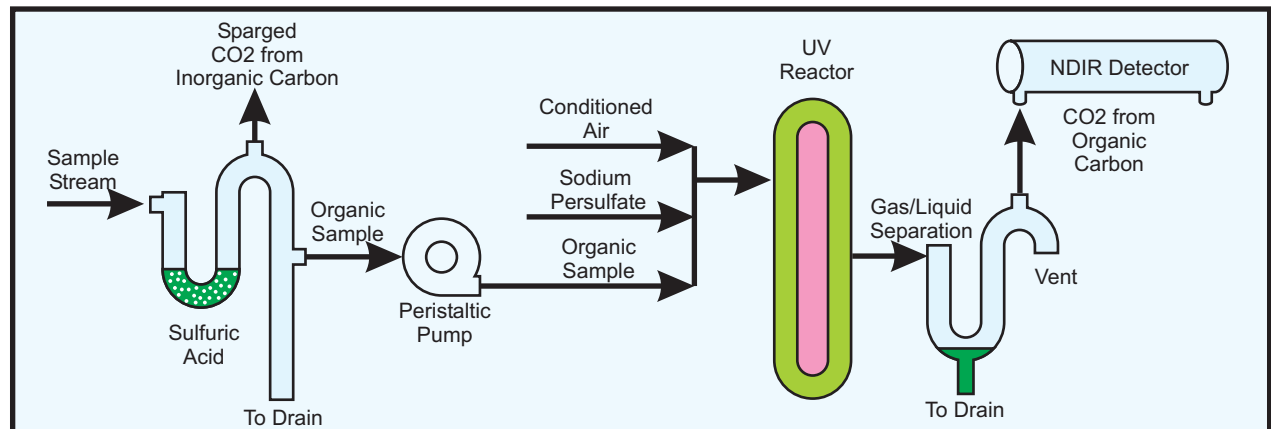 Sparged
CO2 from
Inorganic Carbon
Sample
Stream
Sulfuric
Acid
To Drain
Organic
Sample
Peristaltic
Pump
Conditioned
Air
Sodium
Persulfate
Organic
Sample
UV
Reactor
Gas/Liquid
Separation
To Drain
Vent
NDIR Detector
CO2 from
Organic
Carbon